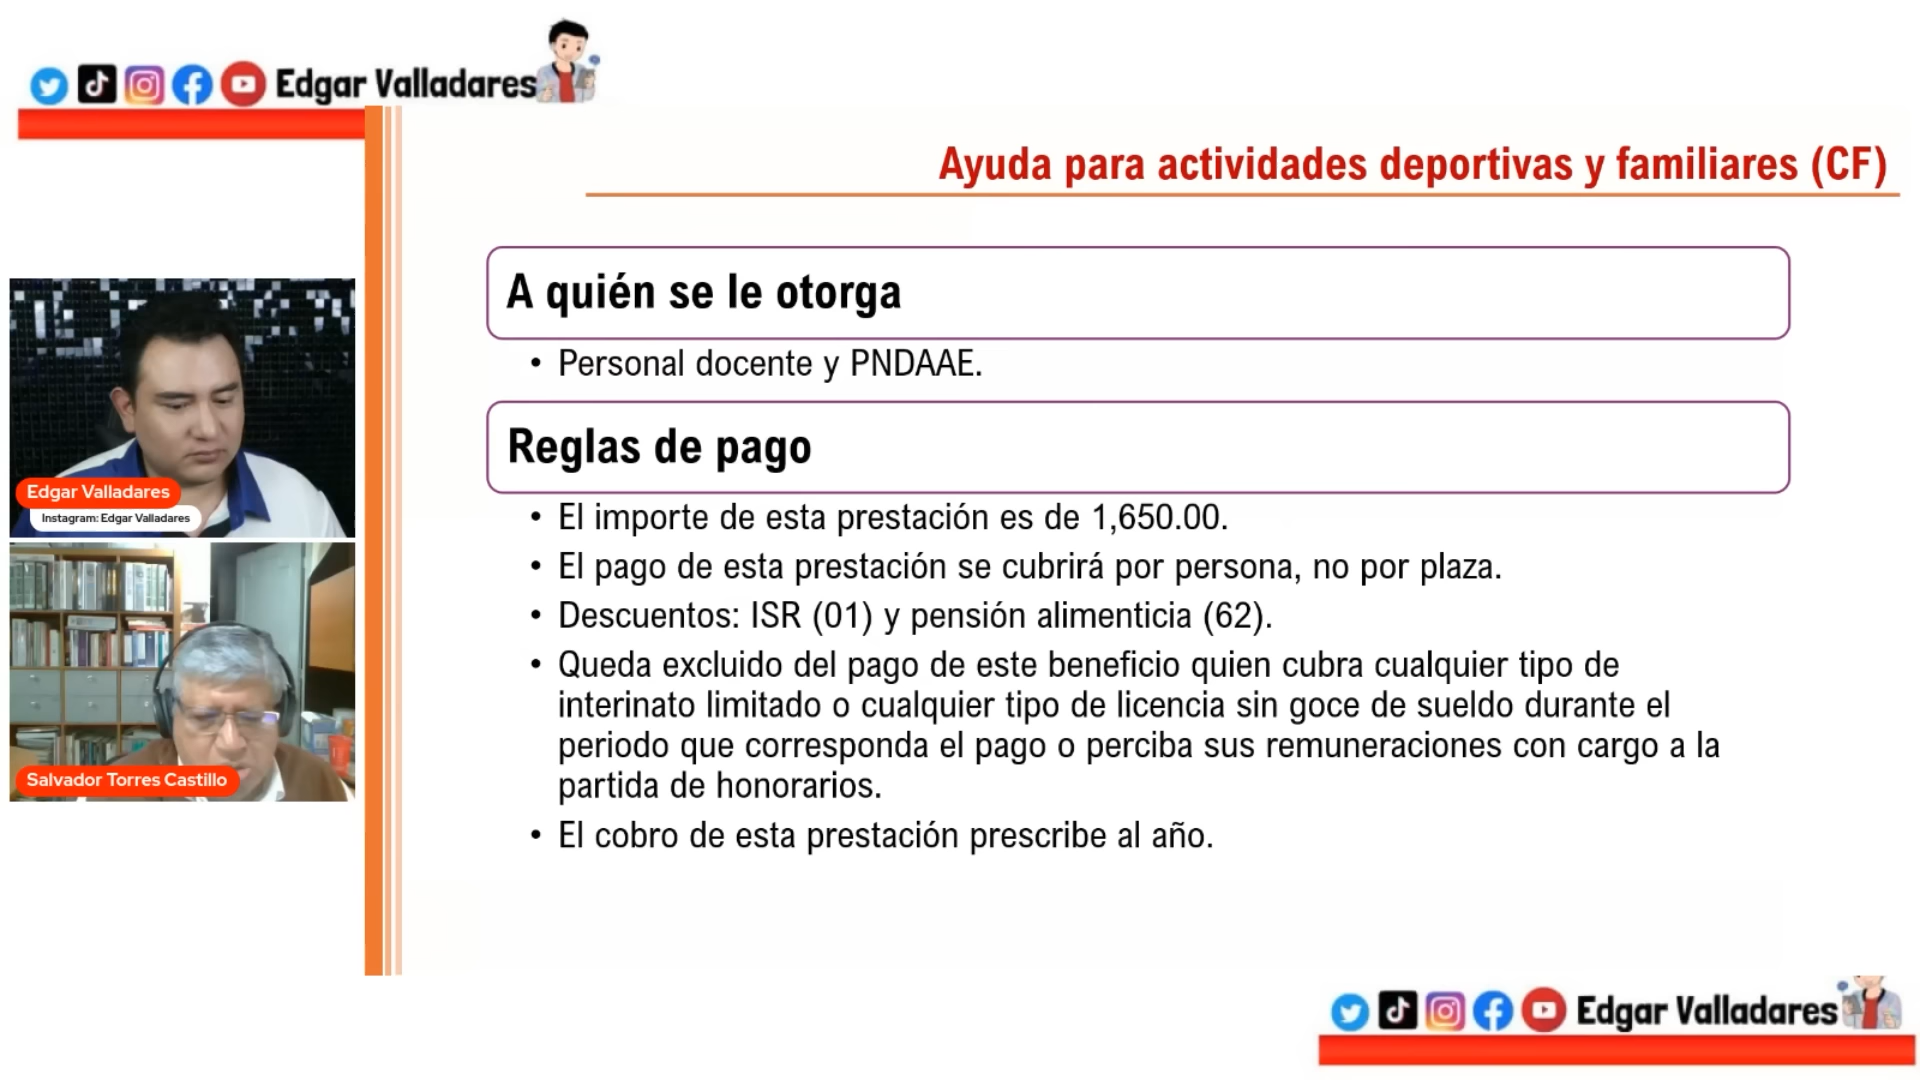 Edgar Valladares
Ayuda para actividades deportivas y familiares (CF)
A quién se le otorga
• Personal docente y PNDAAE.
Reglas de pago
• El importe de esta prestación es de 1,650.00.
• El pago de esta prestación se cubrirá por persona, no por plaza.
• Descuentos: ISR (01) y pensión alimenticia (62).
• Queda excluido del pago de este beneficio quien cubra cualquier tipo de
interinato limitado o cualquier tipo de licencia sin goce de sueldo durante el
periodo que corresponda el pago o perciba sus remuneraciones con cargo a la
partida de honorarios.
• El cobro de esta prestación prescribe al año.
Edgar Valladares
Instagram: Edgar Valladares
Salvador Torres Castillo
Edgar Valladares